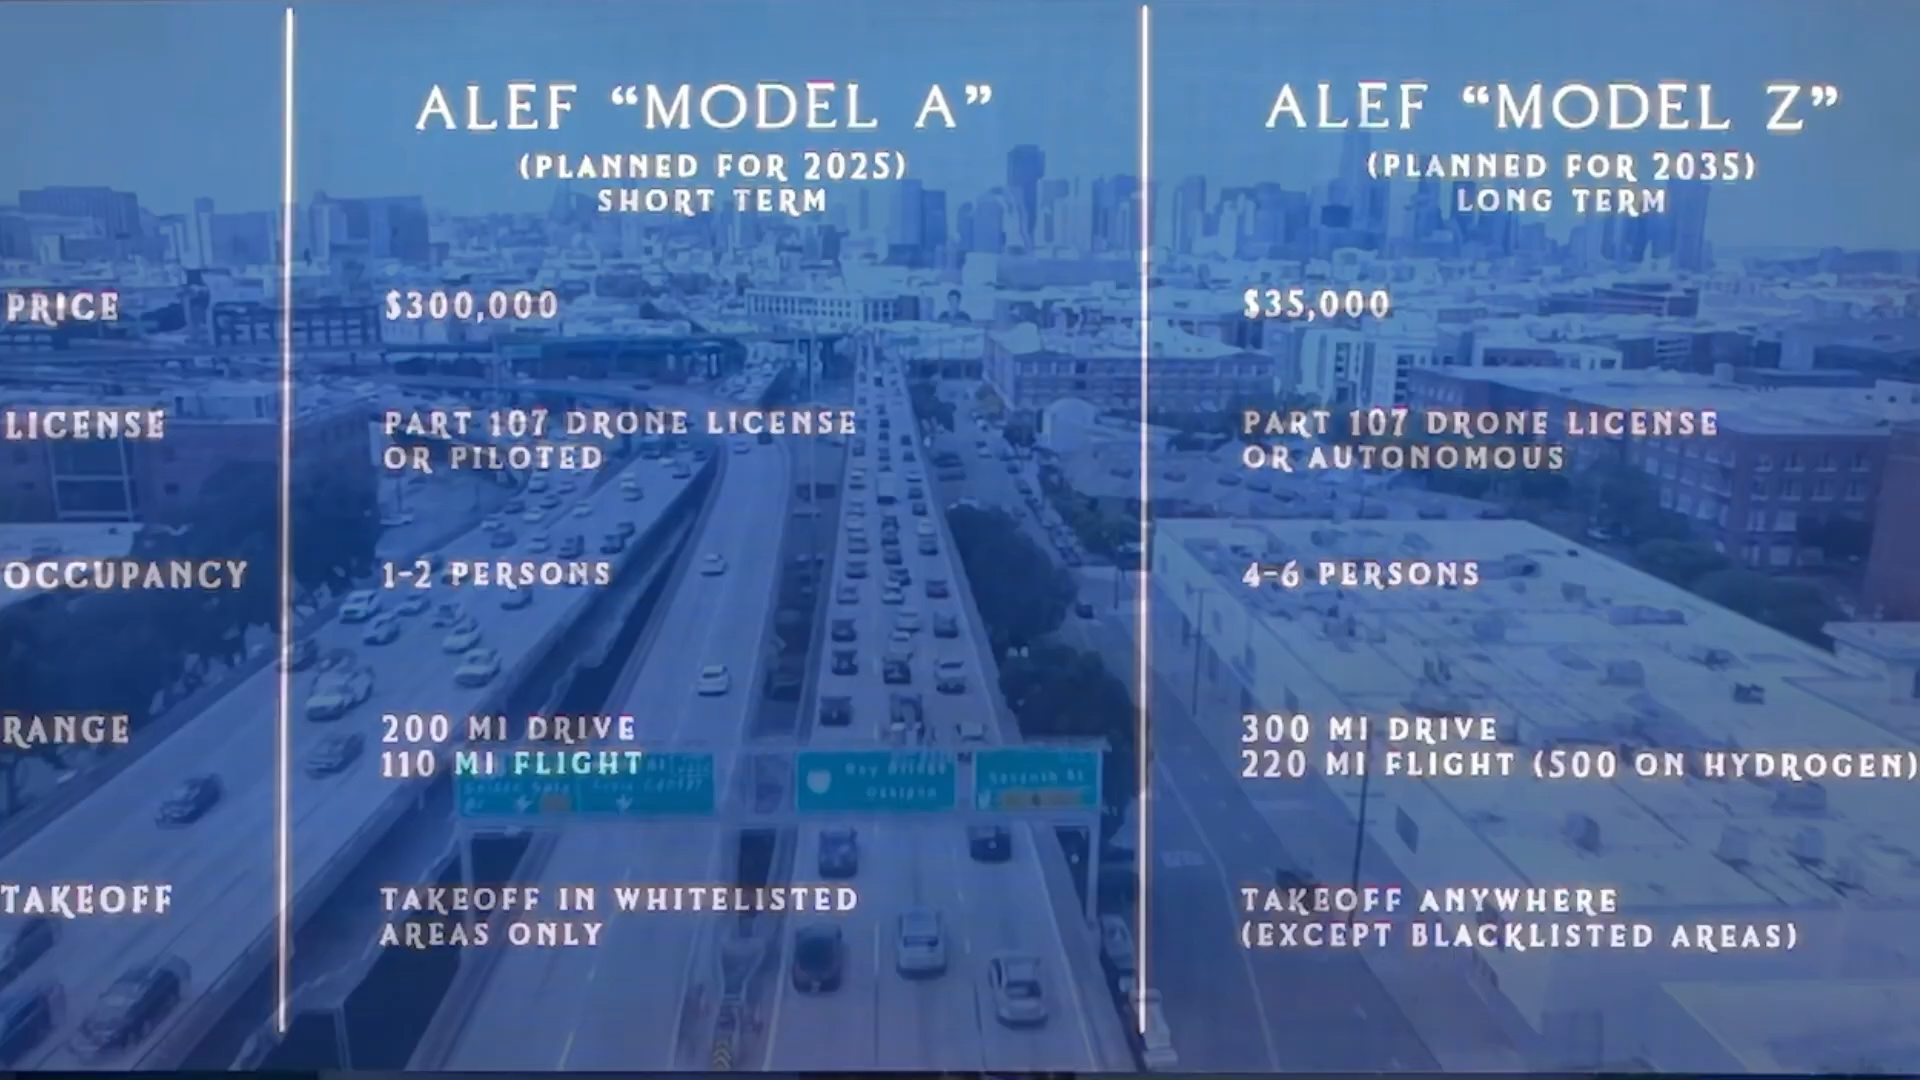 ALEF “MODEL A”
(PLANNED FOR 2025)
SHORT TERM
ALEF “MODEL Z”
(PLANNED FOR 2035)
LONG TERM
PRICE
$300,000
$35,000
LICENSE
PART 107 DRONE LICENSE
OR PILOTED
PART 107 DRONE LICENSE
OR AUTONOMOUS
OCCUPANCY
1-2 PERSONS
4-6 PERSONS
RANGE
200 MI DRIVE
110 MI FLIGHT
300 MI DRIVE
220 MI FLIGHT (500 ON HYDROGEN)
TAKEOFF
TAKEOFF IN WHITELISTED
AREAS ONLY
TAKEOFF ANYWHERE
(EXCEPT BLACKLISTED AREAS)
Bay Bridge